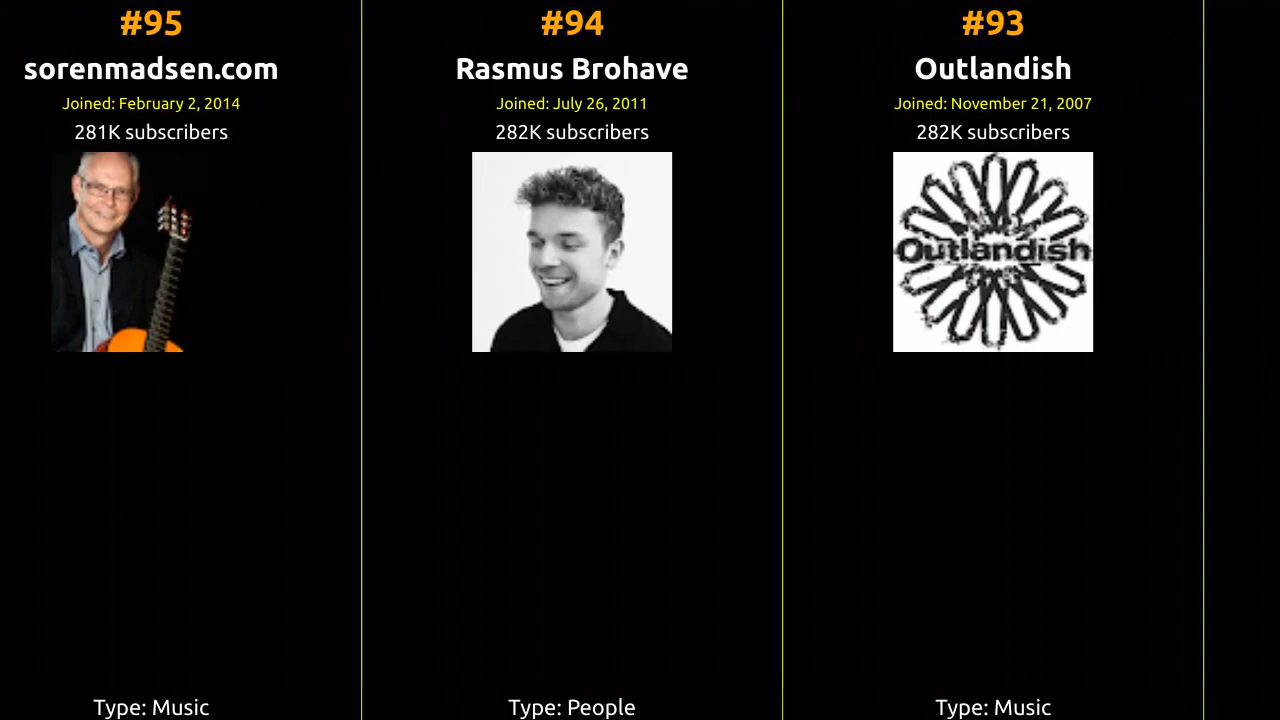 #95
sorenmadsen.com
Joined: February 2, 2014
281K subscribers
Type: Music
#94
Rasmus Brohave
Joined: July 26, 2011
282K subscribers
Type: People
#93
Outlandish
Joined: November 21, 2007
282K subscribers
Outlandish
Type: Music